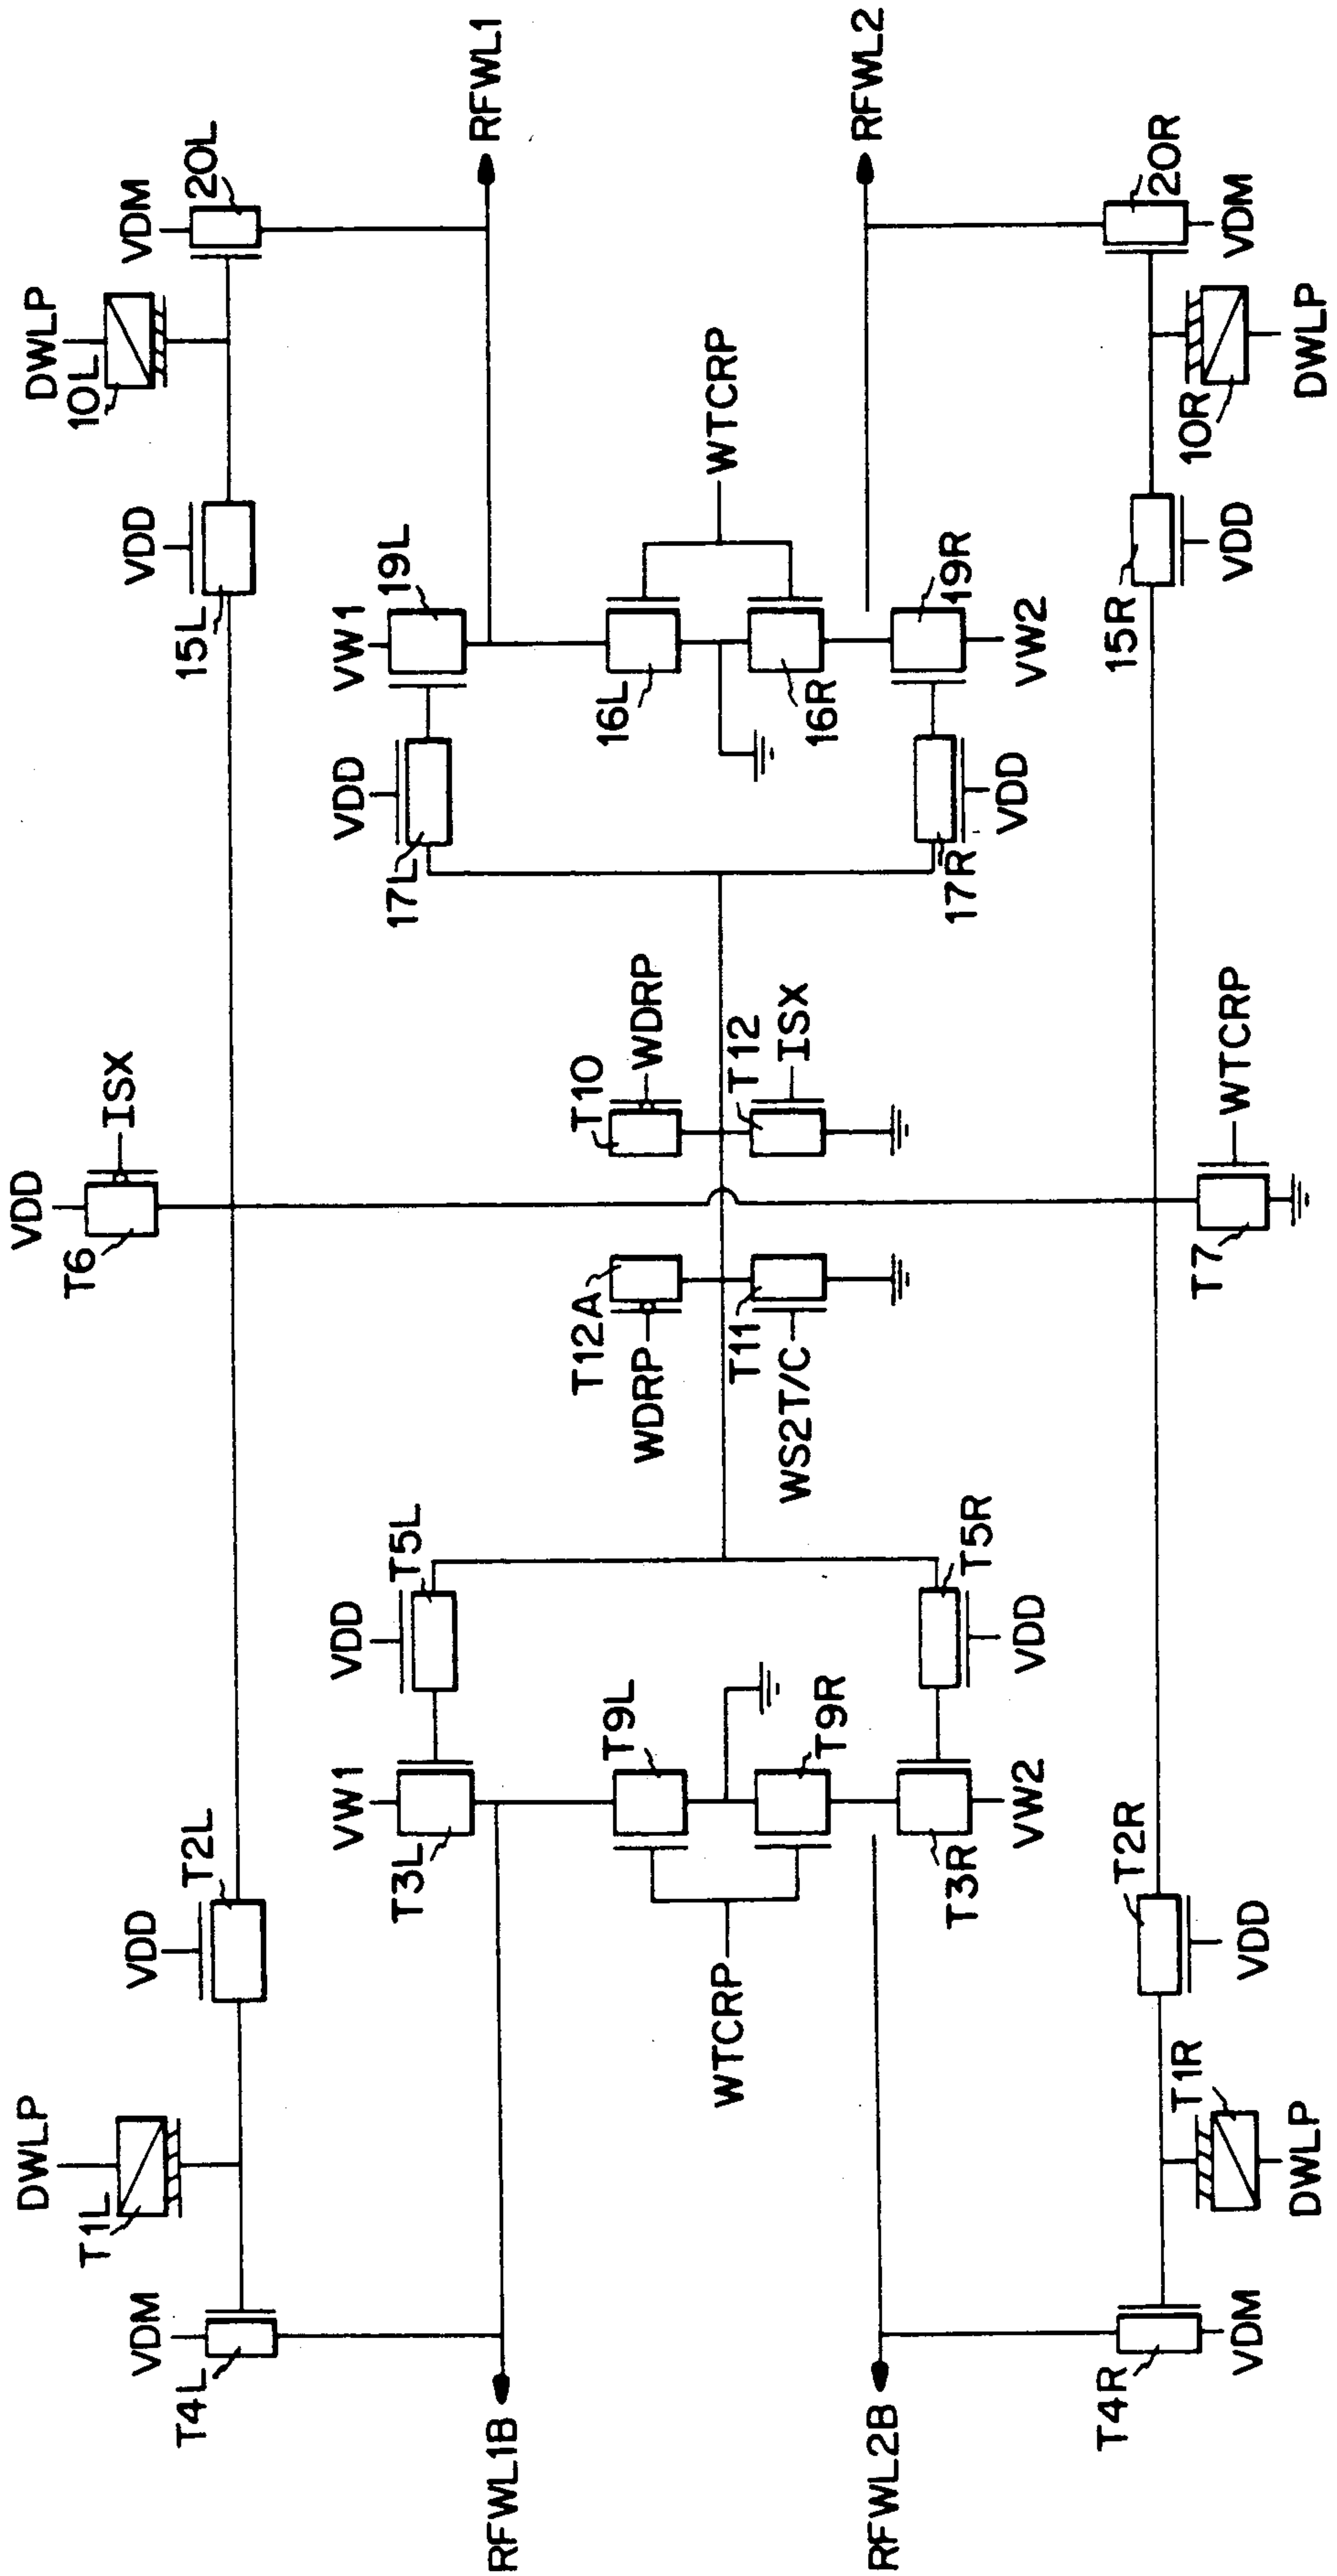 DWLP
VDD
DWLP
T1L
T6
ISX
10L
VDM
VDD
VDD
VDM
T4L
T2L
15L
20L
VW1
VDD
VDD
VW1
T3L
T5L
17L
19L
RFWL1B
RFWL1
T9L
T12A
T10
16L
WDRP
WDRP
WTCRP
T11
T12
WTCRP
WS2T/C
ISX
T9R
16R
RFWL2B
RFWL2
T3R
T5R
17R
19R
VW2
VDD
VDD
VW2
T4R
T2R
15R
20R
T1R
T7
WTCRP
10R
VDM
VDD
VDD
VDM
DWLP
DWLP